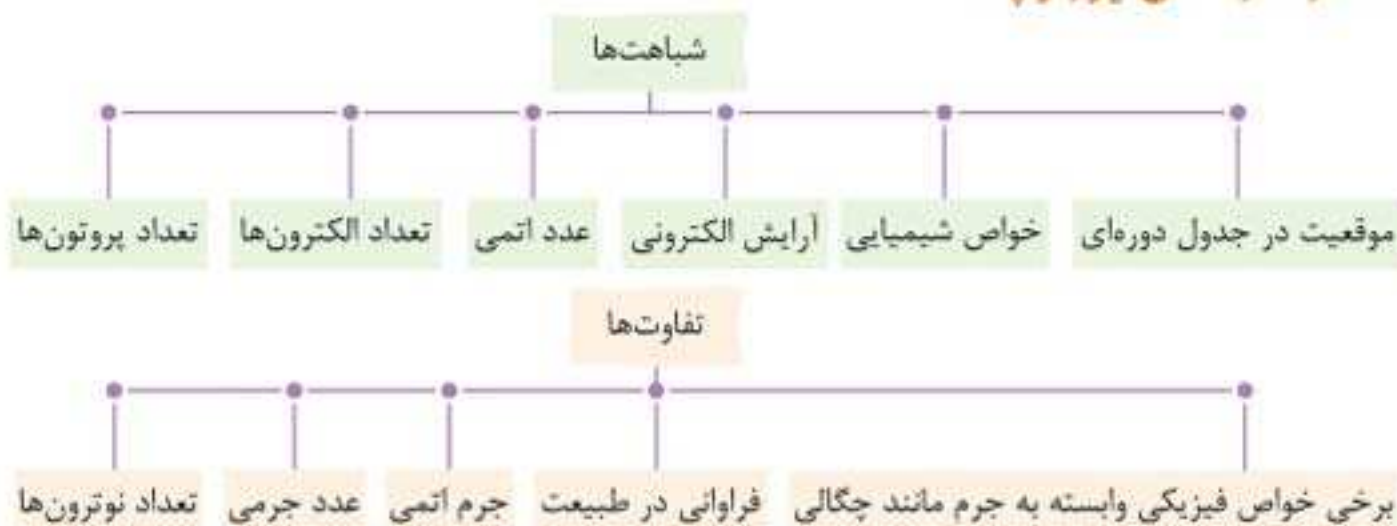 شباهت‌ها
موقعیت در جدول دوره‌ای خواص شیمیایی آرایش الکترونی عدد اتمی تعداد الکترون‌ها تعداد پروتون‌ها
تفاوت‌ها
برخی خواص فیزیکی وابسته به جرم مانند چگالی فراوانی در طبیعت جرم اتمی عدد جرمی تعداد نوترون‌ها